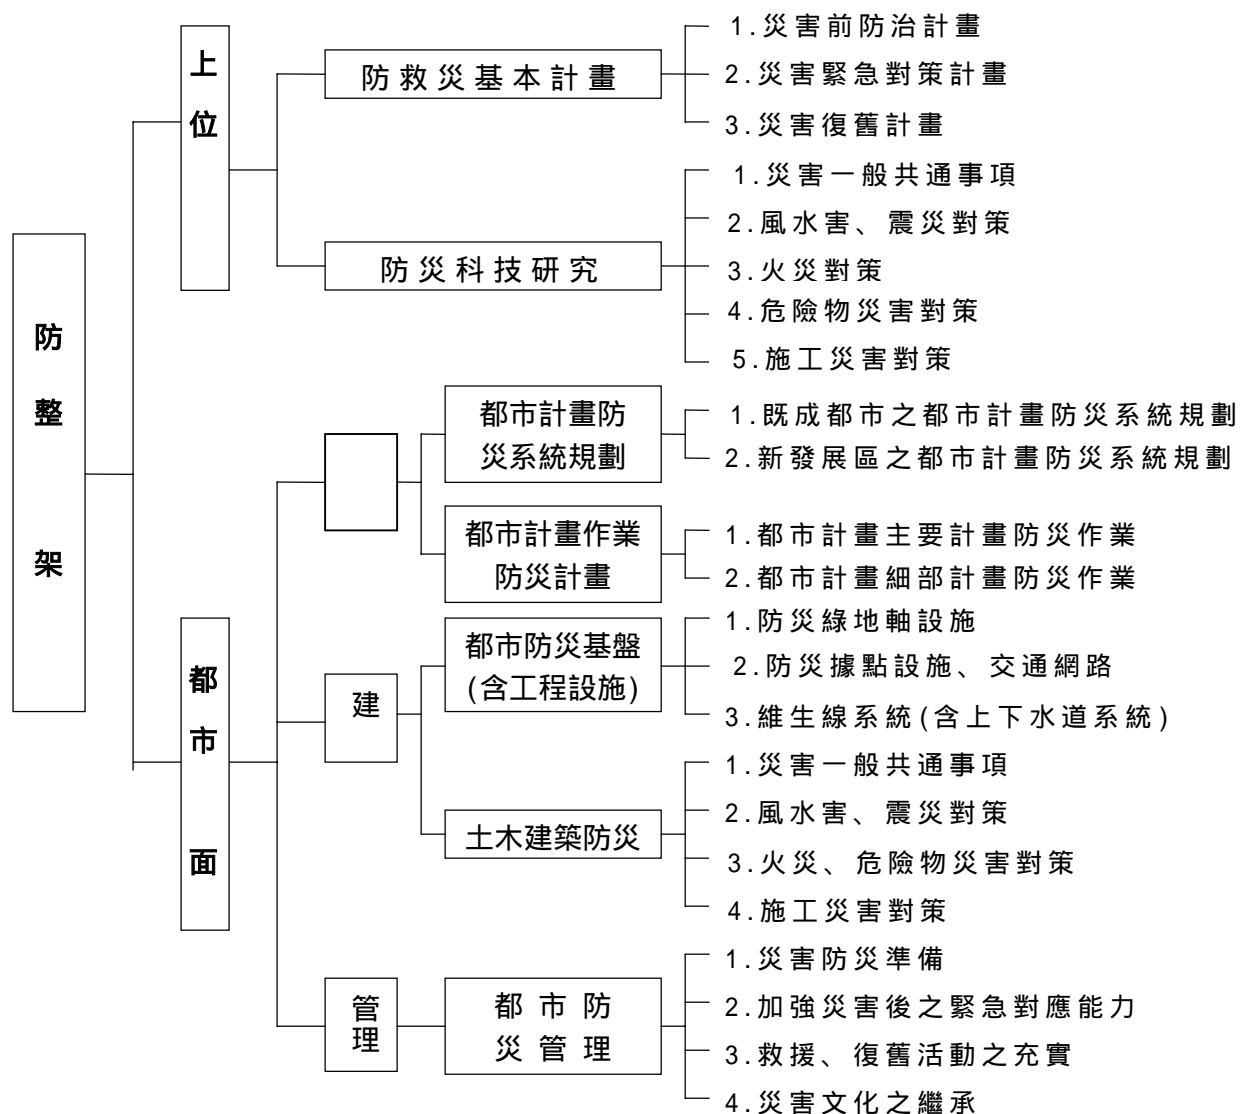 防
整
架
上
位
防救災基本計畫
1.災害前防治計畫
2.災害緊急對策計畫
3.災害復舊計畫
防災科技研究
1.災害一般共通事項
2.風水害、震災對策
3.火災對策
4.危險物災害對策
5.施工災害對策
都
市
面
都市計畫防
災系統規劃
1.既成都市之都市計畫防災系統規劃
2.新發展區之都市計畫防災系統規劃
都市計畫作業
防災計畫
1.都市計畫主要計畫防災作業
2.都市計畫細部計畫防災作業
建
都市防災基盤
(含工程設施)
1.防災綠地軸設施
2.防災據點設施、交通網路
3.維生線系統(含上下水道系統)
土木建築防災
1.災害一般共通事項
2.風水害、震災對策
3.火災、危險物災害對策
4.施工災害對策
管
理
都市防
災管理
1.災害防災準備
2.加強災害後之緊急對應能力
3.救援、復舊活動之充實
4.災害文化之繼承